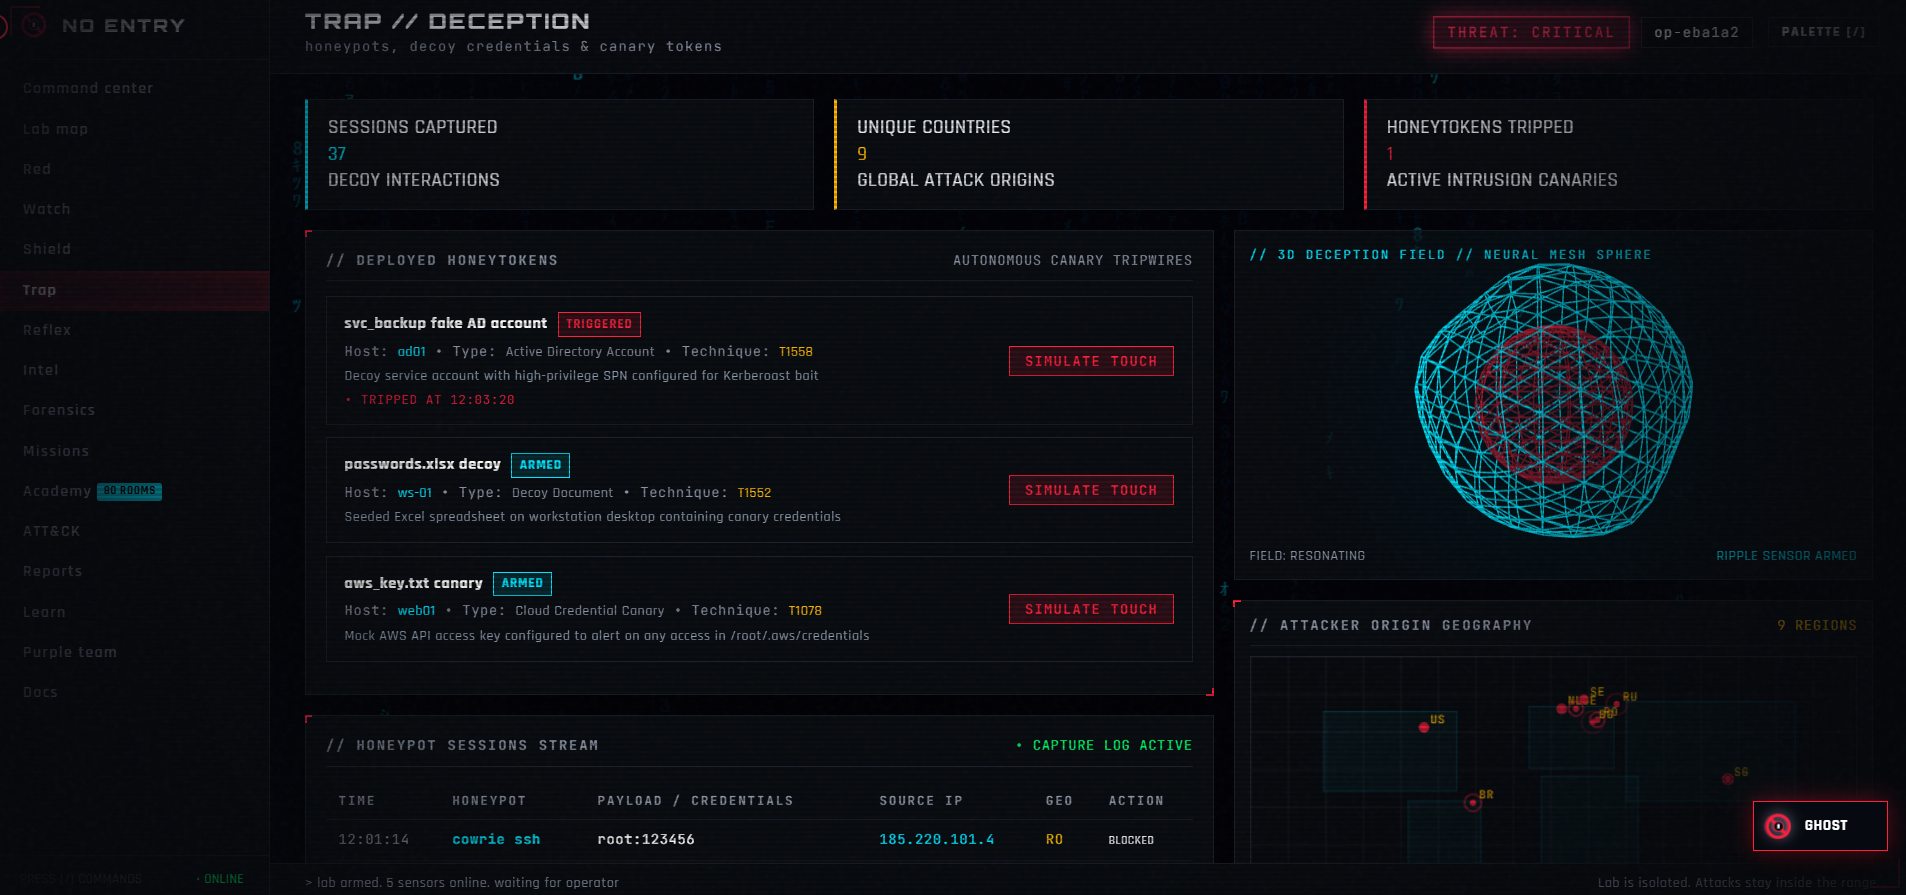 NO ENTRY
Command center
Lab map
Red
Watch
Shield
Trap
Reflex
Intel
Forensics
Missions
Academy 90 ROOMS
ATT&CK
Reports
Learn
Purple team
Docs
PRESS [/] COMMANDS
• ONLINE
TRAP // DECEPTION
honeypots, decoy credentials & canary tokens
THREAT: CRITICAL
op-eba1a2
PALETTE [/]
SESSIONS CAPTURED
37
DECOY INTERACTIONS
UNIQUE COUNTRIES
9
GLOBAL ATTACK ORIGINS
HONEYTOKENS TRIPPED
1
ACTIVE INTRUSION CANARIES
// DEPLOYED HONEYTOKENS
AUTONOMOUS CANARY TRIPWIRES
svc_backup fake AD account TRIGGERED
Host: ad01 • Type: Active Directory Account • Technique: T1558
Decoy service account with high-privilege SPN configured for Kerberoast bait
• TRIPPED AT 12:03:20
SIMULATE TOUCH
passwords.xlsx decoy ARMED
Host: ws-01 • Type: Decoy Document • Technique: T1552
Seeded Excel spreadsheet on workstation desktop containing canary credentials
SIMULATE TOUCH
aws_key.txt canary ARMED
Host: web01 • Type: Cloud Credential Canary • Technique: T1078
Mock AWS API access key configured to alert on any access in /root/.aws/credentials
SIMULATE TOUCH
// HONEYPOT SESSIONS STREAM
• CAPTURE LOG ACTIVE
TIME HONEYPOT PAYLOAD / CREDENTIALS SOURCE IP GEO ACTION
12:01:14 cowrie ssh root:123456 185.220.101.4 RO BLOCKED
// 3D DECEPTION FIELD // NEURAL MESH SPHERE
FIELD: RESONATING
RIPPLE SENSOR ARMED
// ATTACKER ORIGIN GEOGRAPHY
9 REGIONS
SE
RU
US
SG
BR
GHOST
> lab armed. 5 sensors online. waiting for operator
Lab is isolated. Attacks stay inside the range.